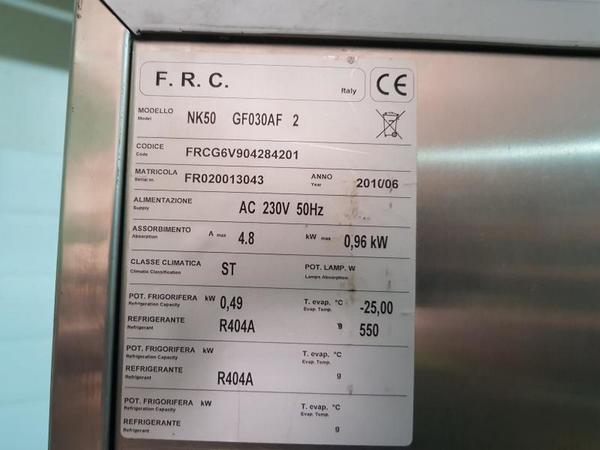 F. R. C.
Italy
CE
MODELLO NK50 GF030AF 2
Model
CODICE FRCG6V904284201
Code
MATRICOLA FR020013043 ANNO 2010/06
Serial nr. Year
ALIMENTAZIONE AC 230V 50Hz
Supply
ASSORBIMENTO A max 4.8 kW max 0,96 kW
Absorption
CLASSE CLIMATICA ST POT. LAMP. W
Climatic Classification Lamps Absorption
POT. FRIGORIFERA kW 0,49 T. evap. °C -25,00
Refrigeration Capacity Evap. Temp.
REFRIGERANTE R404A g 550
Refrigerant
POT. FRIGORIFERA kW T. evap. °C
Refrigeration Capacity Evap. Temp.
REFRIGERANTE R404A g
Refrigerant
POT. FRIGORIFERA kW T. evap. °C
Refrigeration Capacity Evap. Temp.
REFRIGERANTE g
Refrigerant